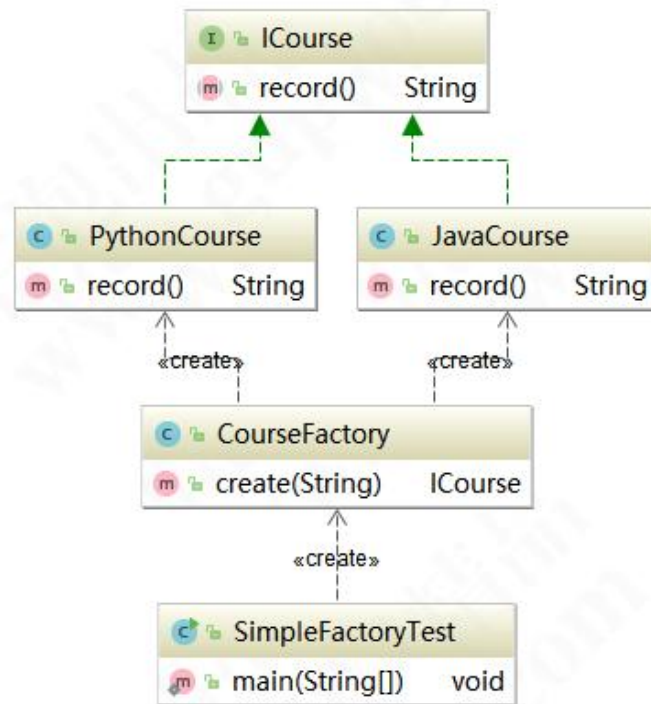 I ICourse
m record() String
C PythonCourse
m record() String
C JavaCourse
m record() String
«create»
«create»
C CourseFactory
m create(String) ICourse
«create»
C SimpleFactoryTest
m main(String[]) void